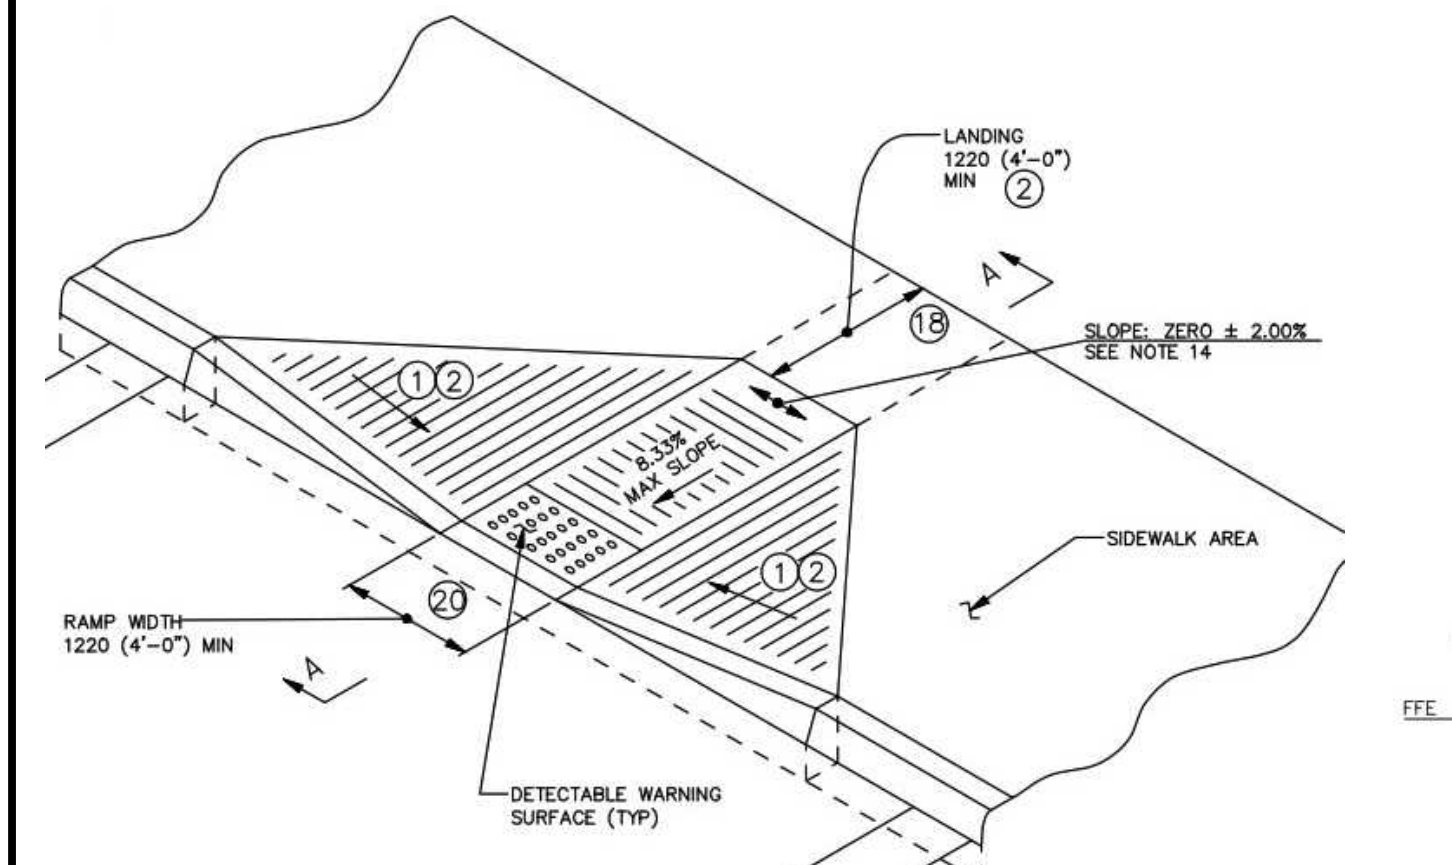 LANDING
1220 (4'-0")
MIN 2
A
18
SLOPE: ZERO ± 2.00%
SEE NOTE 14
1 2
8.33%
MAX SLOPE
SIDEWALK AREA
1 2
20
RAMP WIDTH
1220 (4'-0") MIN
A
FFE
DETECTABLE WARNING
SURFACE (TYP)